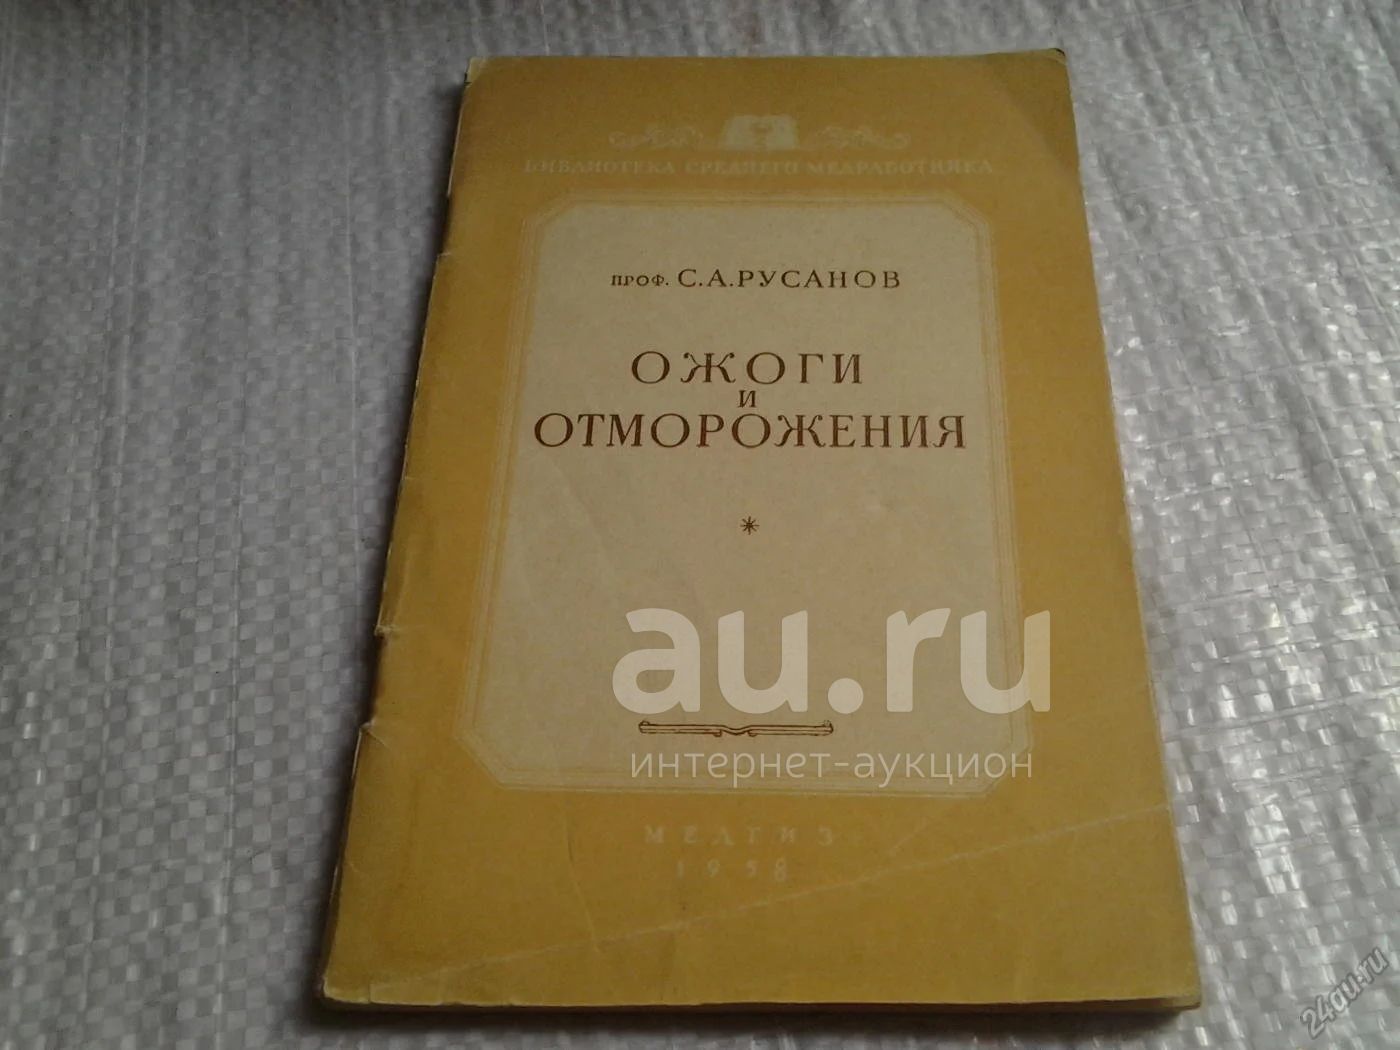 БИБЛИОТЕКА СРЕДНЕГО МЕДРАБОТНИКА
ПРОФ. С.А.РУСАНОВ
ОЖОГИ
И
ОТМОРОЖЕНИЯ
*
au.ru
интернет-аукцион
МЕДГИЗ
1958
24au.ru